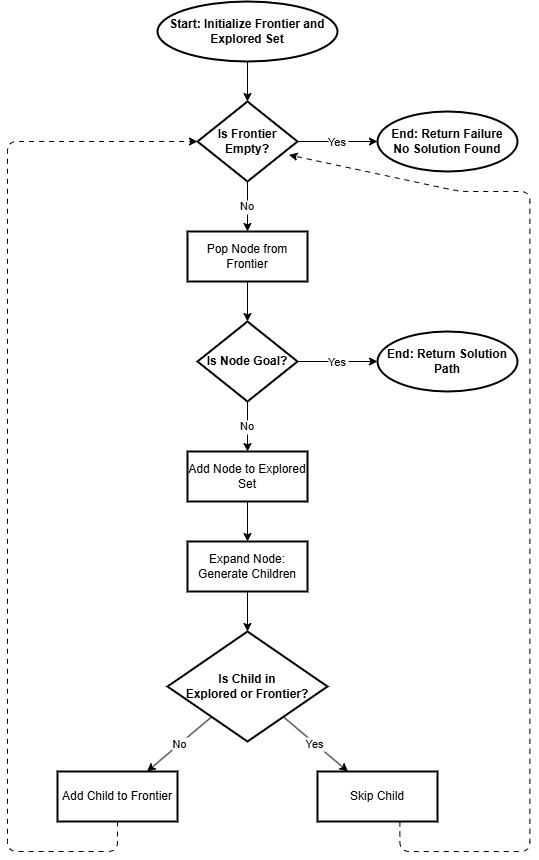 Start: Initialize Frontier and
Explored Set
Is Frontier
Empty?
Yes
End: Return Failure
No Solution Found
No
Pop Node from
Frontier
Is Node Goal?
Yes
End: Return Solution
Path
No
Add Node to Explored
Set
Expand Node:
Generate Children
Is Child in
Explored or Frontier?
No
Yes
Add Child to Frontier
Skip Child